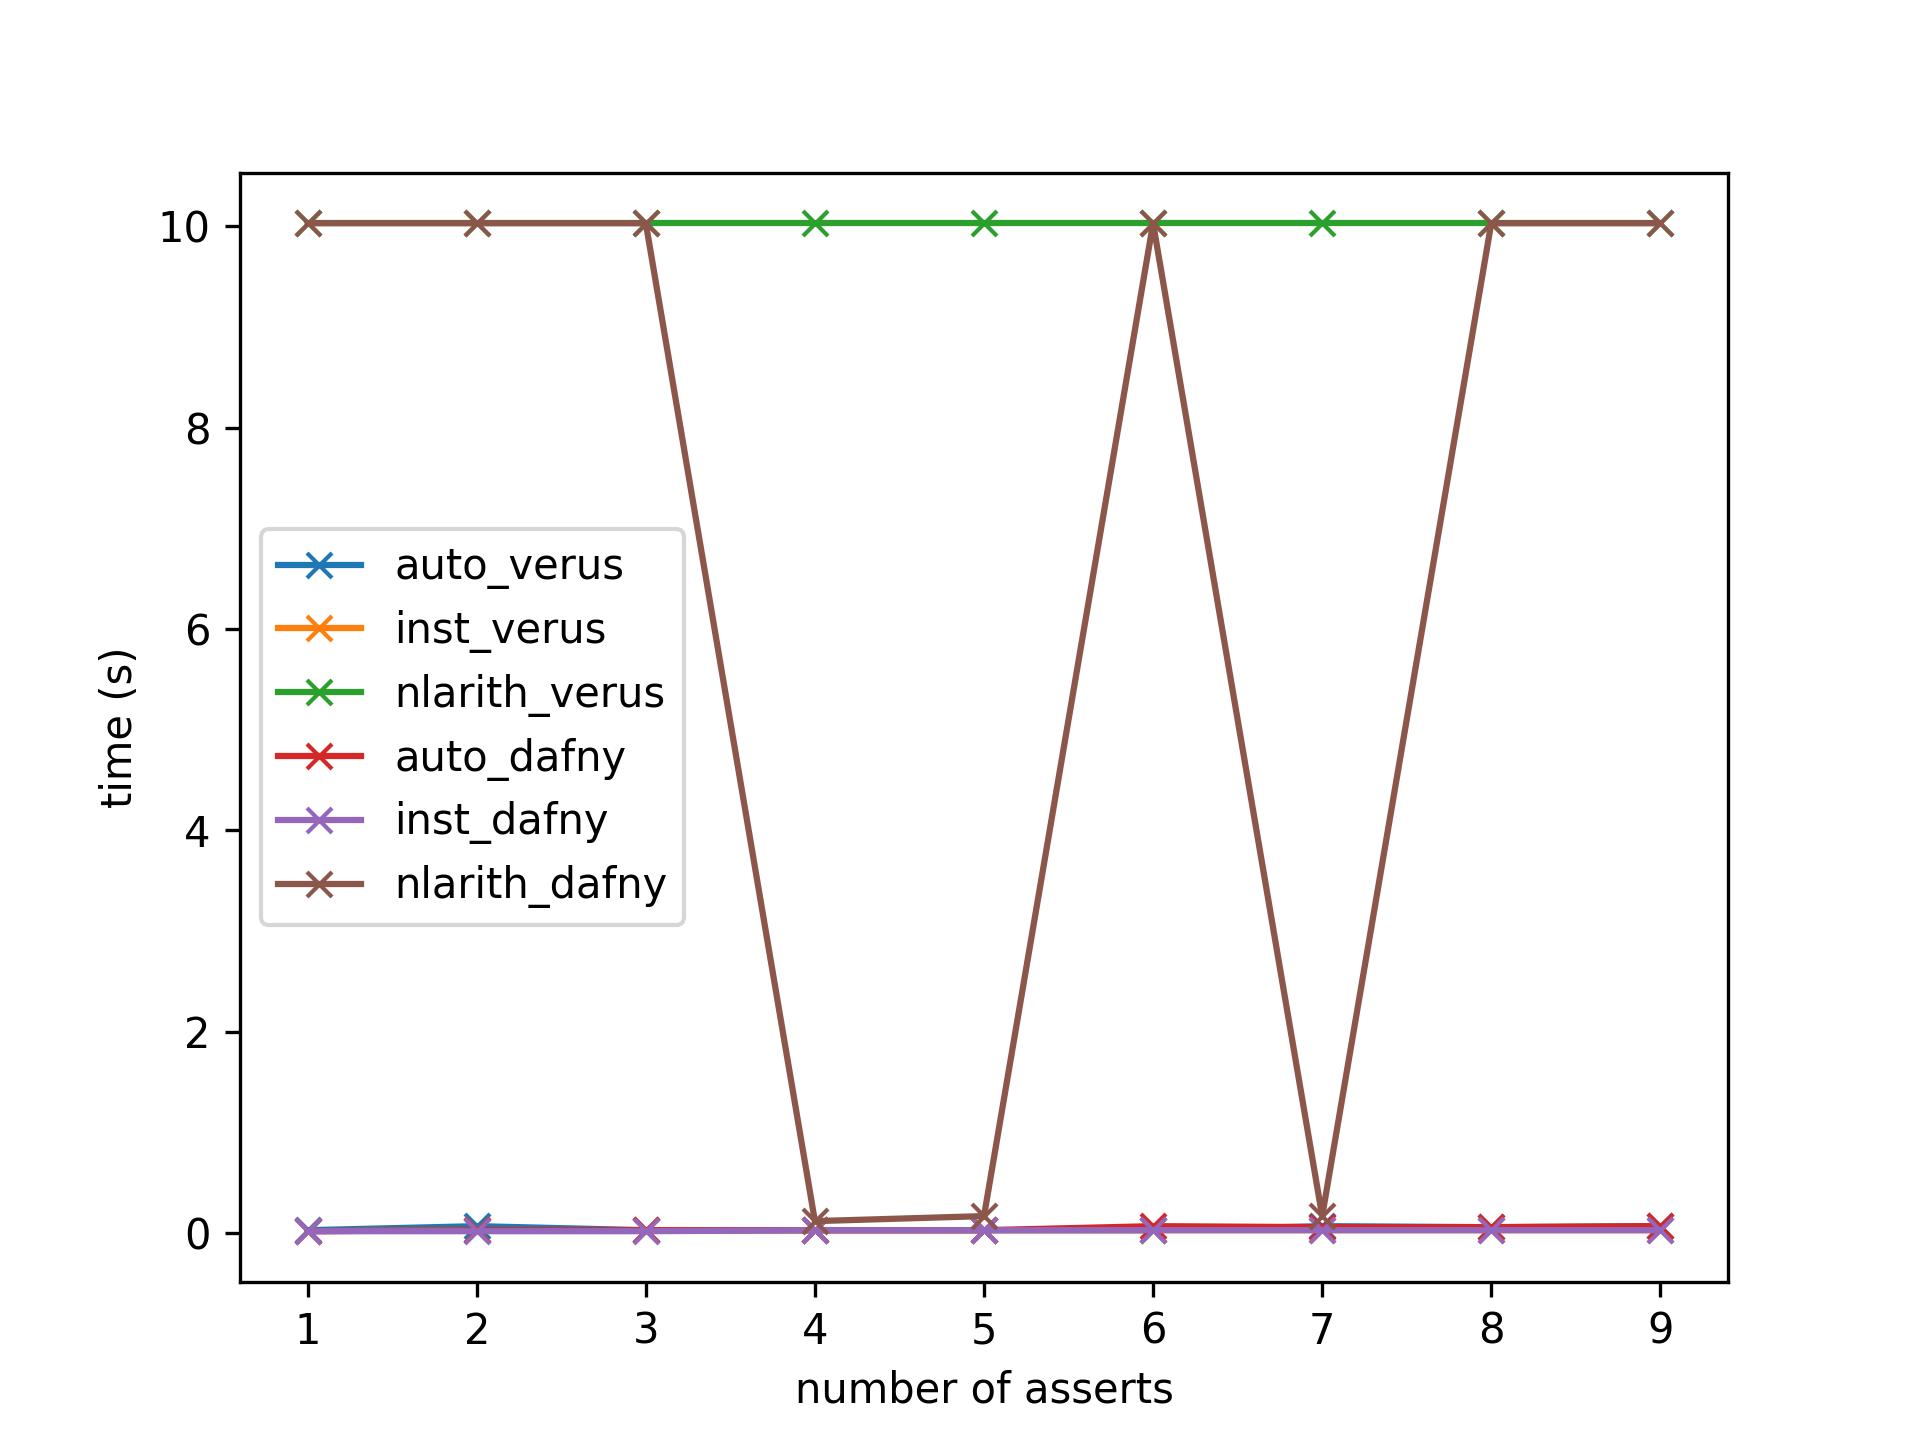 10
8
6
4
2
0
time (s)
auto_verus
inst_verus
nlarith_verus
auto_dafny
inst_dafny
nlarith_dafny
1 2 3 4 5 6 7 8 9
number of asserts